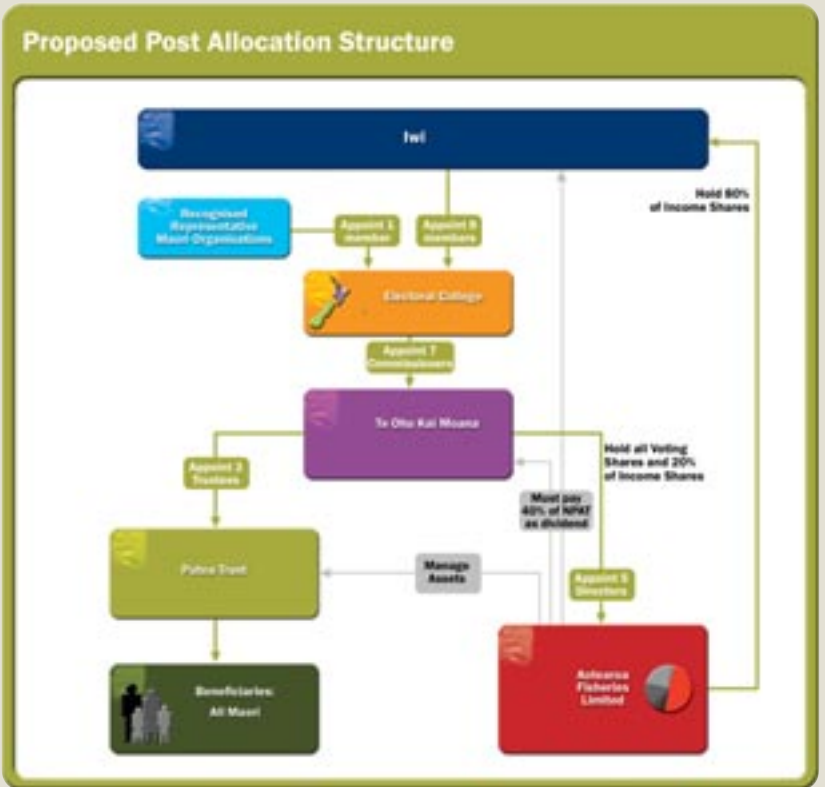 Proposed Post Allocation Structure
Iwi
Hold 80%
of Income Shares
Recognised
Representative
Maori Organisations
Appoint 1
member
Appoint
members
Electoral College
Appoint 7
Commissioners
Te Ohu Kai Moana
Hold all Voting
Shares and 20%
of Income Shares
Appoint 3
Trustees
Must pay
40% of NPAT
as dividend
Putea Trust
Manage
Assets
Appoint 5
Directors
Beneficiaries:
All Maori
Aotearoa
Fisheries
Limited